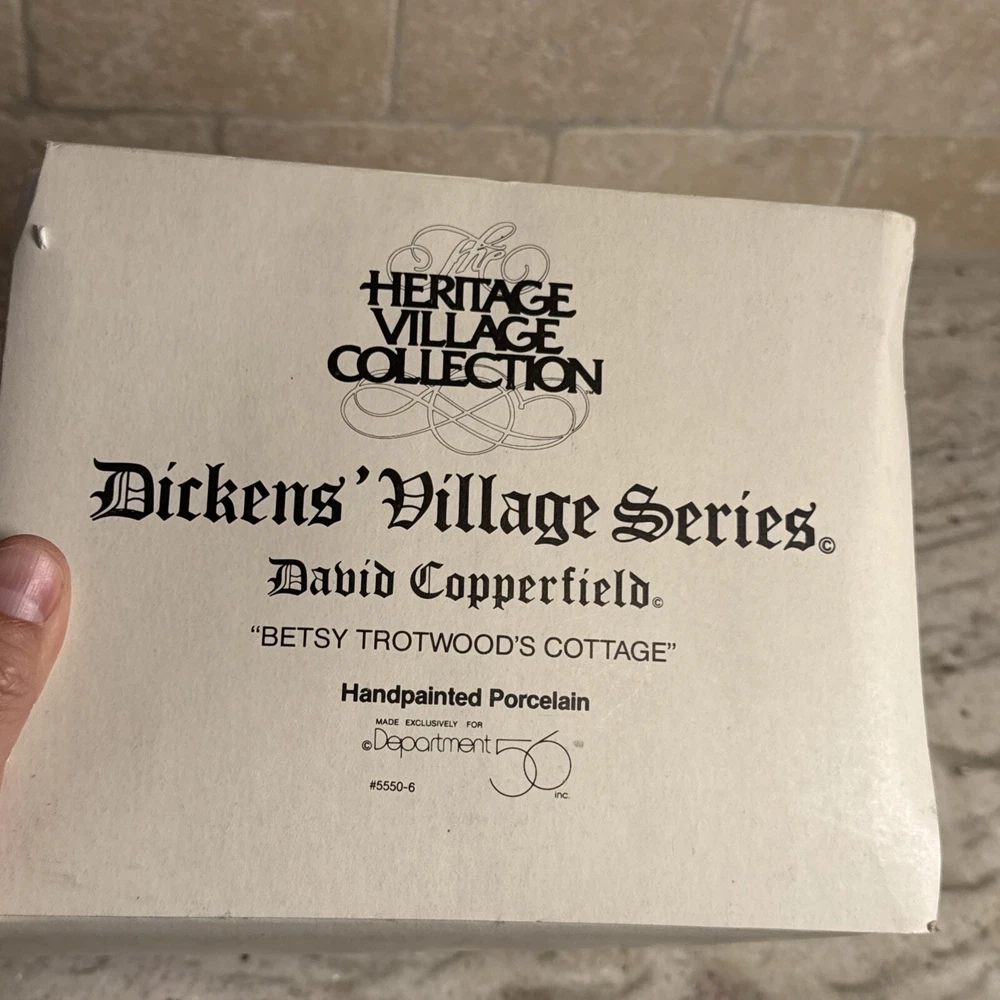 The
HERITAGE
VILLAGE
COLLECTION
Dickens' Village Series©
David Copperfield©
“BETSY TROTWOOD'S COTTAGE”
Handpainted Porcelain
MADE EXCLUSIVELY FOR
©Department 56
inc.
#5550-6